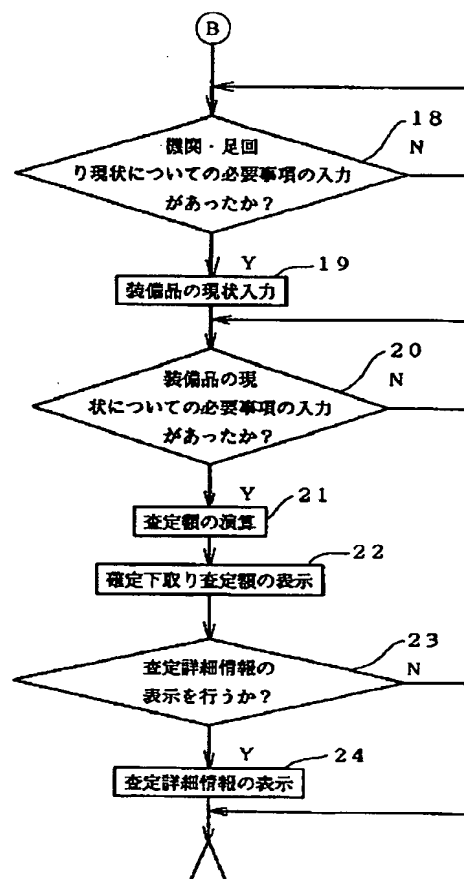 B
18
機関・足回
り現状についての必要事項の入力
があったか？
N
Y
19
装備品の現状入力
20
装備品の現
状についての必要事項の入力
があったか？
N
Y
21
査定額の演算
22
確定下取り査定額の表示
23
査定詳細情報の
表示を行うか？
N
Y
24
査定詳細情報の表示